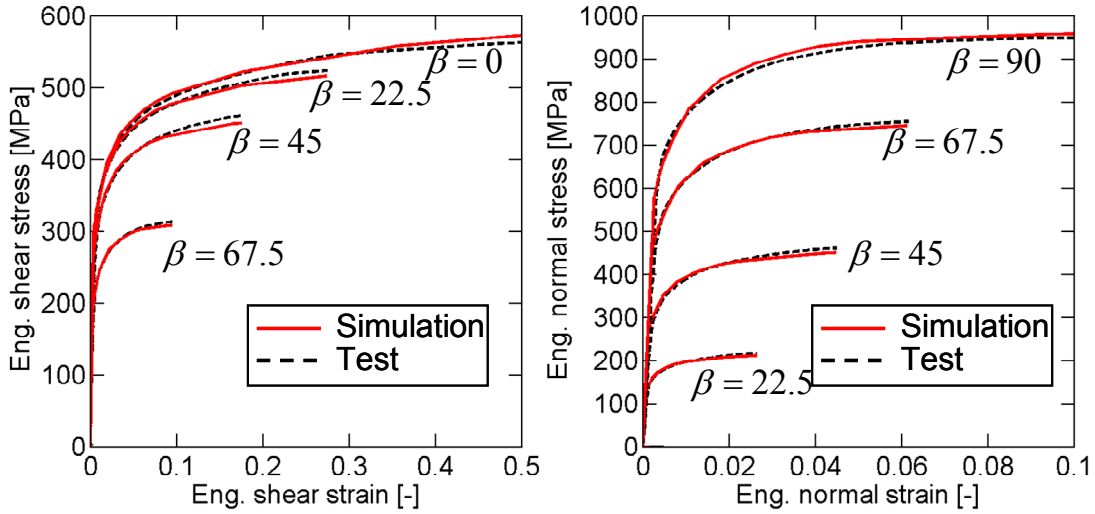 600
500
400
300
200
100
0
0
0.1
0.2
0.3
0.4
0.5
Eng. shear stress [MPa]
Eng. shear strain [-]
β = 0
β = 22.5
β = 45
β = 67.5
Simulation
Test
1000
900
800
700
600
500
400
300
200
100
0
0
0.02
0.04
0.06
0.08
0.1
Eng. normal stress [MPa]
Eng. normal strain [-]
β = 90
β = 67.5
β = 45
β = 22.5
Simulation
Test